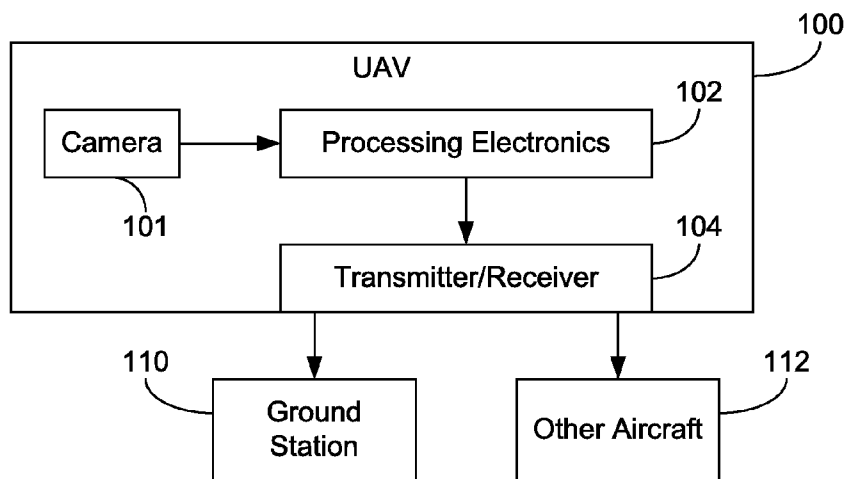 100
UAV
102
Camera
Processing Electronics
101
104
Transmitter/Receiver
110
112
Ground
Station
Other Aircraft